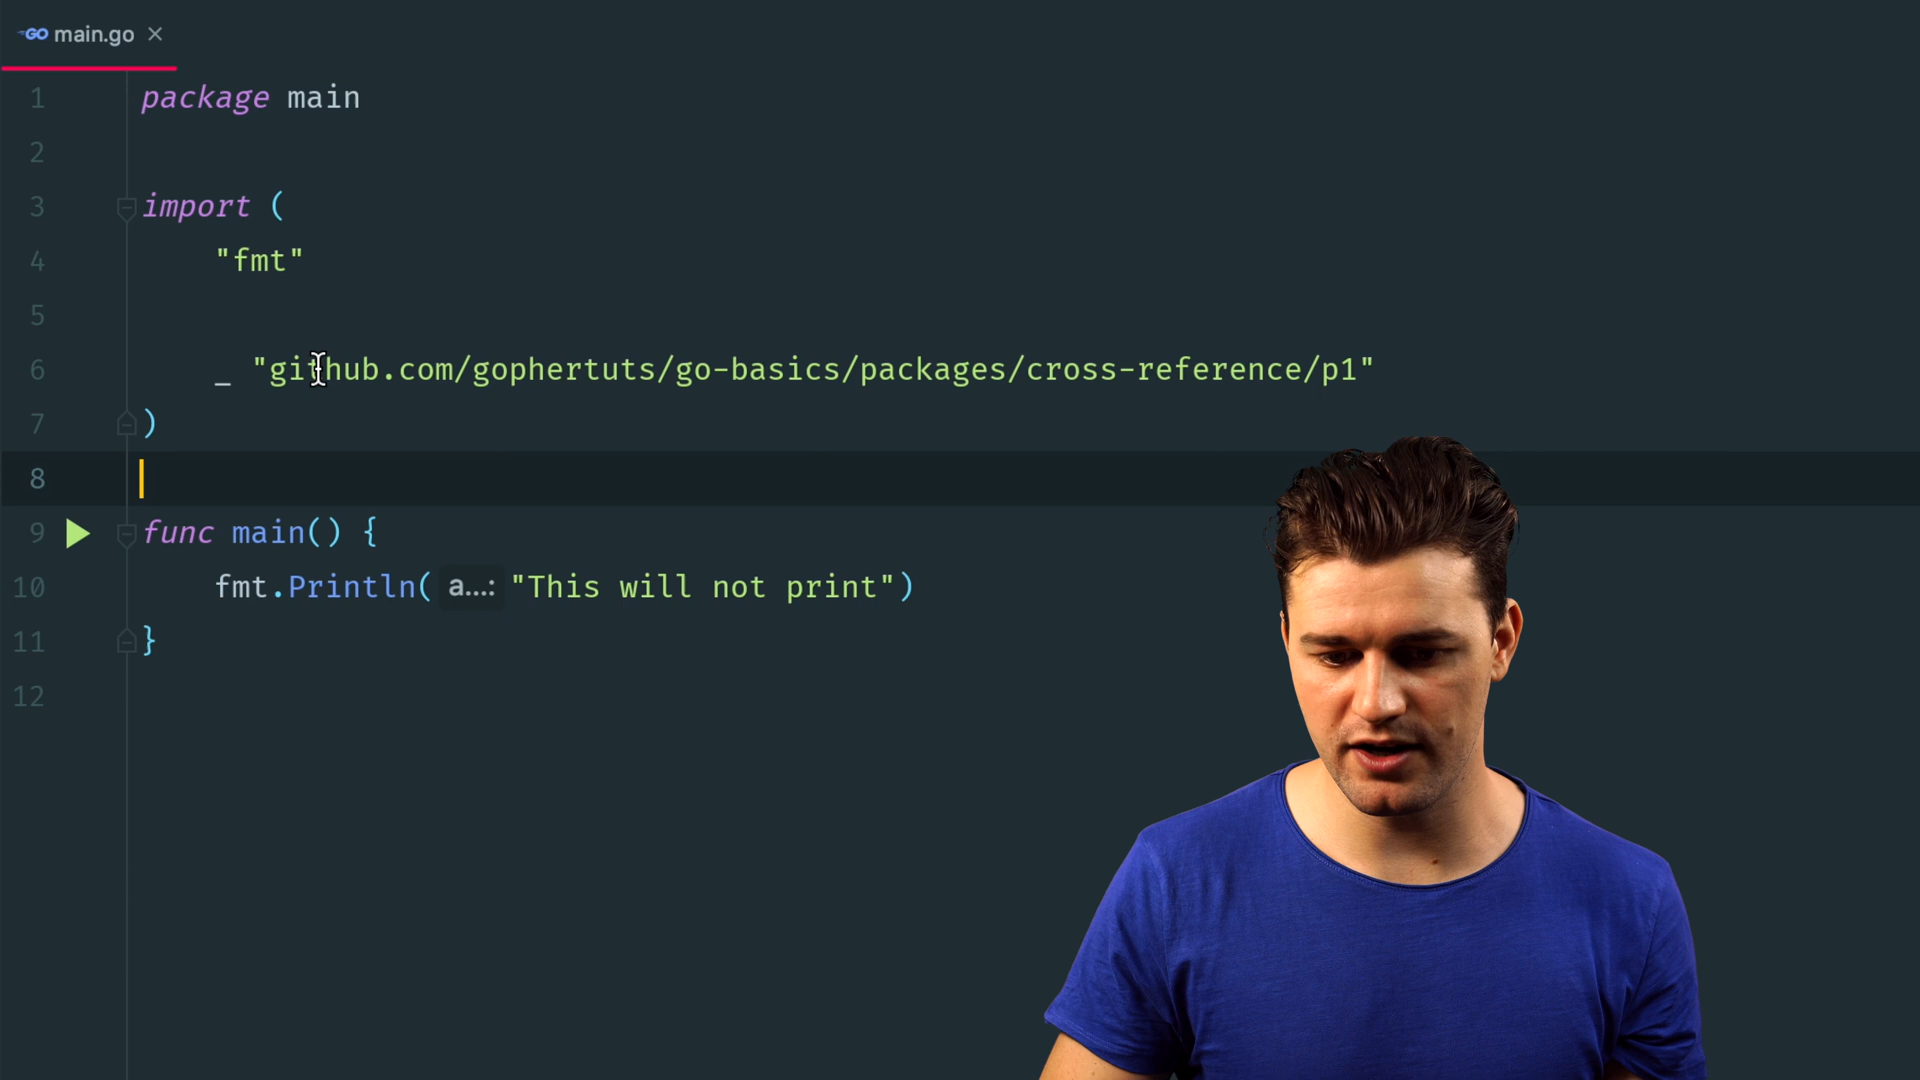 GO main.go ×
1 package main
2
3 import (
4 "fmt"
5
6 _ "github.com/gophertuts/go-basics/packages/cross-reference/p1"
7 )
8
9 func main() {
10 fmt.Println( a...: "This will not print")
11 }
12